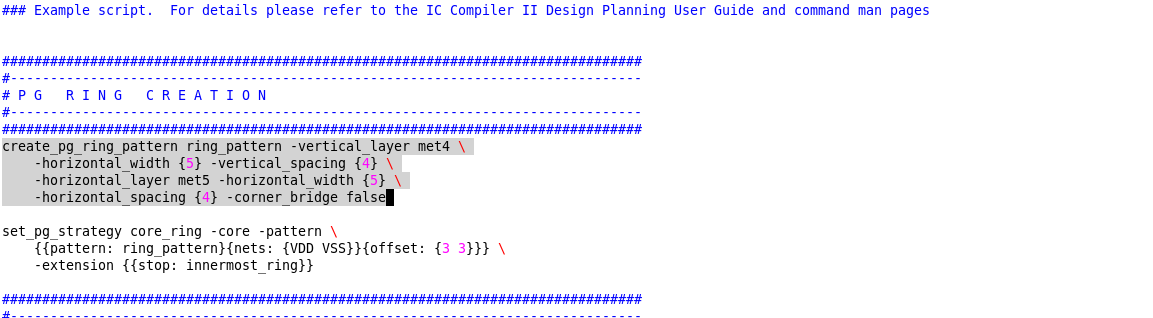 ### Example script.  For details please refer to the IC Compiler II Design Planning User Guide and command man pages
################################################################################
#-------------------------------------------------------------------------------
# P G   R I N G   C R E A T I O N
#-------------------------------------------------------------------------------
################################################################################
create_pg_ring_pattern ring_pattern -vertical_layer met4 \
    -horizontal_width {5} -vertical_spacing {4} \
    -horizontal_layer met5 -horizontal_width {5} \
    -horizontal_spacing {4} -corner_bridge false
set_pg_strategy core_ring -core -pattern \
    {{pattern: ring_pattern}{nets: {VDD VSS}}{offset: {3 3}}} \
    -extension {{stop: innermost_ring}}
################################################################################
#-------------------------------------------------------------------------------